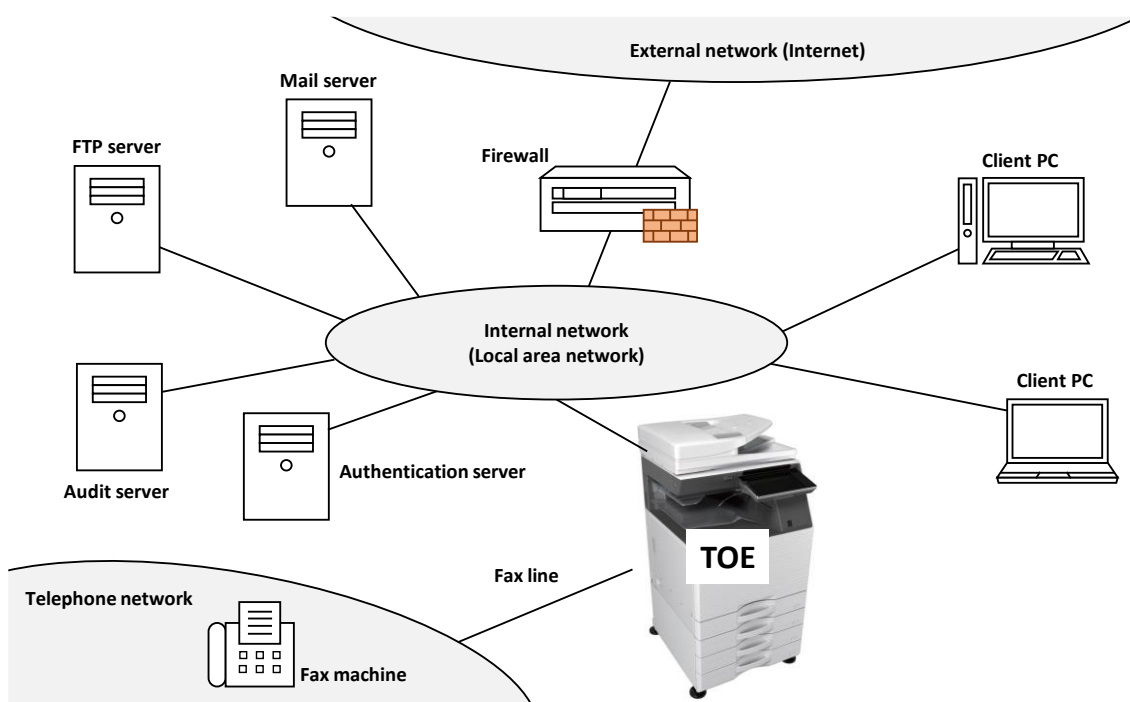 External network (Internet)
Mail server
FTP server
Firewall
Client PC
Internal network
(Local area network)
Client PC
Audit server
Authentication server
TOE
Fax line
Telephone network
Fax machine